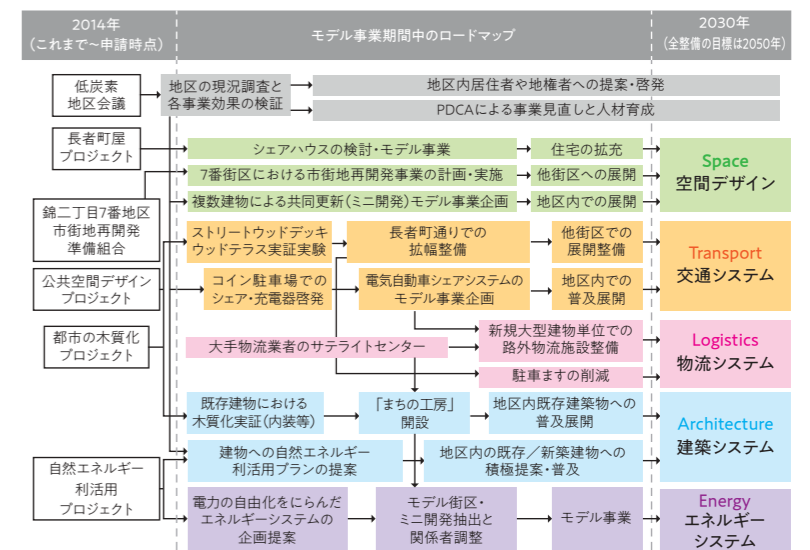 2014年
（これまで〜申請時点）
モデル事業期間中のロードマップ
2030年
（全整備の目標は2050年）
低炭素
地区会議
地区の現況調査と
各事業効果の検証
地区内居住者や地権者への提案・啓発
PDCAによる事業見直しと人材育成
長者町屋
プロジェクト
シェアハウスの検討・モデル事業
住宅の拡充
7番街区における市街地再開発事業の計画・実施
他街区への展開
複数建物による共同更新（ミニ開発）モデル事業企画
地区内での展開
Space
空間デザイン
錦二丁目7番地区
市街地再開発
準備組合
ストリートウッドデッキ
ウッドテラス実証実験
長者町通りでの
拡幅整備
他街区での
展開整備
Transport
交通システム
公共空間デザイン
プロジェクト
コイン駐車場での
シェア・充電器啓発
電気自動車シェアシステムの
モデル事業企画
地区内での
普及展開
都市の木質化
プロジェクト
大手物流業者のサテライトセンター
新規大型建物単位での
路外物流施設整備
駐車ますの削減
Logistics
物流システム
既存建物における
木質化実証（内装等）
「まちの工房」
開設
地区内既存建築物への
普及展開
Architecture
建築システム
建物への自然エネルギー
利活用プランの提案
地区内の既存／新築建物への
積極提案・普及
自然エネルギー
利活用
プロジェクト
電力の自由化をにらんだ
エネルギーシステムの
企画提案
モデル街区・
ミニ開発抽出と
関係者調整
モデル事業
Energy
エネルギー
システム